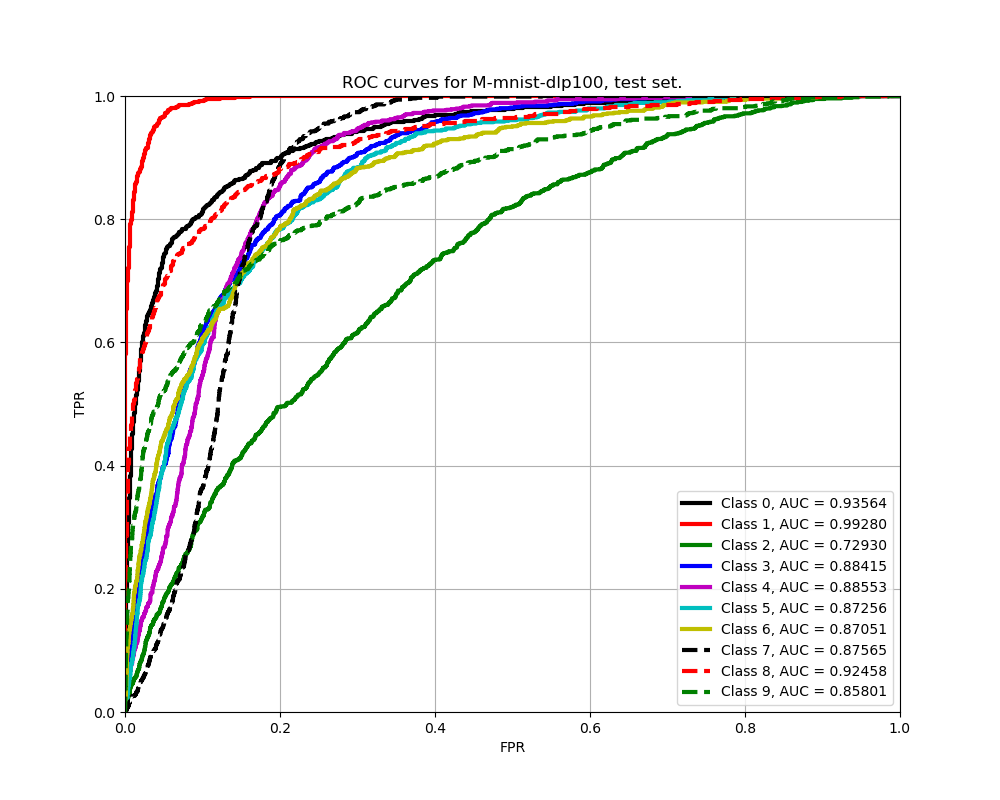 ROC curves for M-mnist-dlp100, test set.
1.0
0.8
0.6
0.4
0.2
0.0
TPR
0.0 0.2 0.4 0.6 0.8 1.0
FPR
Class 0, AUC = 0.93564
Class 1, AUC = 0.99280
Class 2, AUC = 0.72930
Class 3, AUC = 0.88415
Class 4, AUC = 0.88553
Class 5, AUC = 0.87256
Class 6, AUC = 0.87051
Class 7, AUC = 0.87565
Class 8, AUC = 0.92458
Class 9, AUC = 0.85801